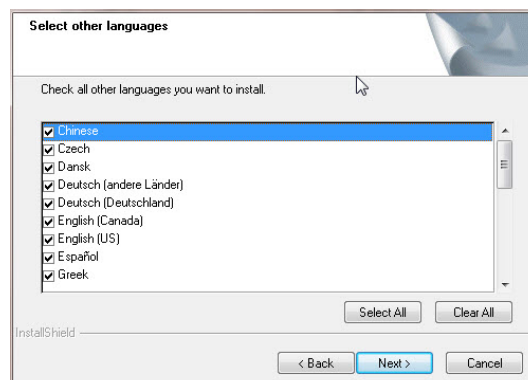 Select other languages
Check all other languages you want to install.
Chinese
Czech
Dansk
Deutsch (andere Länder)
Deutsch (Deutschland)
English (Canada)
English (US)
Español
Greek
Select All
Clear All
InstallShield
< Back
Next >
Cancel